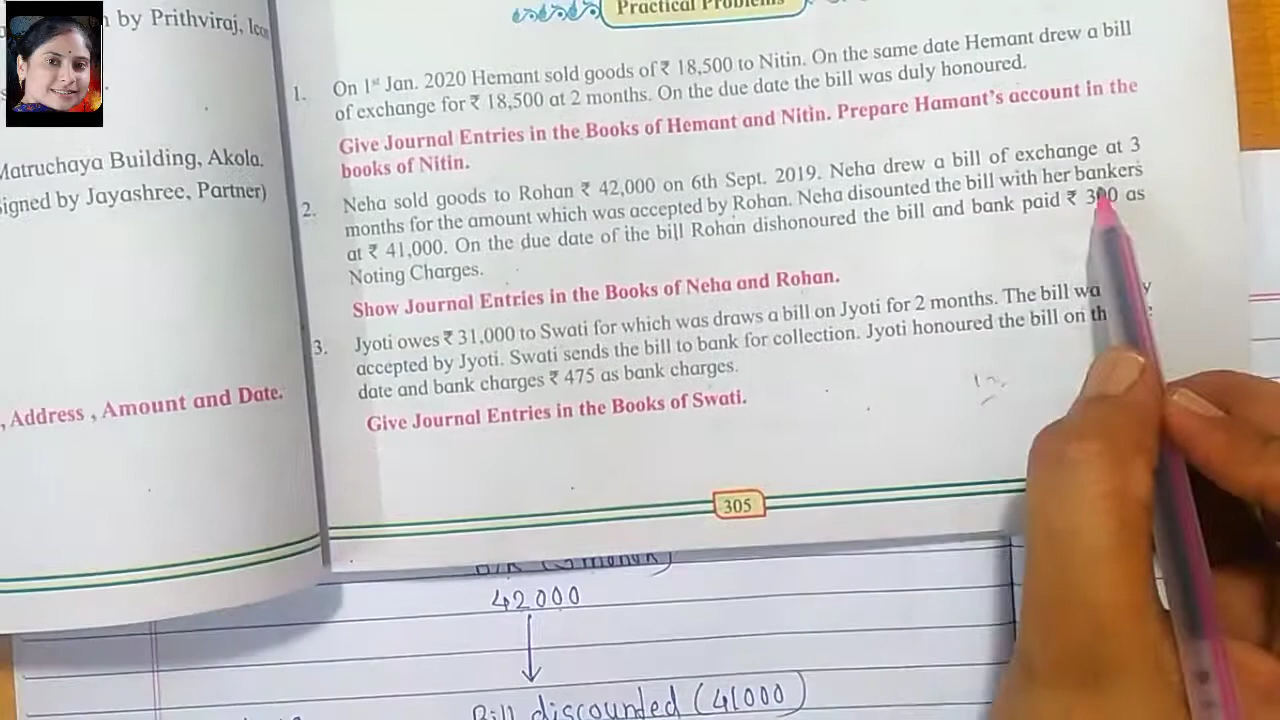 by Prithviraj,
Matruchaya Building, Akola.
signed by Jayashree, Partner)
, Address , Amount and Date.
Practical Problems
1. On 1st Jan. 2020 Hemant sold goods of ₹ 18,500 to Nitin. On the same date Hemant drew a bill
of exchange for ₹ 18,500 at 2 months. On the due date the bill was duly honoured.
Give Journal Entries in the Books of Hemant and Nitin. Prepare Hamant's account in the
books of Nitin.
2. Neha sold goods to Rohan ₹ 42,000 on 6th Sept. 2019. Neha drew a bill of exchange at 3
months for the amount which was accepted by Rohan. Neha disounted the bill with her bankers
at ₹ 41,000. On the due date of the bill Rohan dishonoured the bill and bank paid ₹ 300 as
Noting Charges.
Show Journal Entries in the Books of Neha and Rohan.
3. Jyoti owes ₹ 31,000 to Swati for which was draws a bill on Jyoti for 2 months. The bill
accepted by Jyoti. Swati sends the bill to bank for collection. Jyoti honoured the bill on
date and bank charges ₹ 475 as bank charges.
Give Journal Entries in the Books of Swati.
305
42000
Bill discounted (41000)